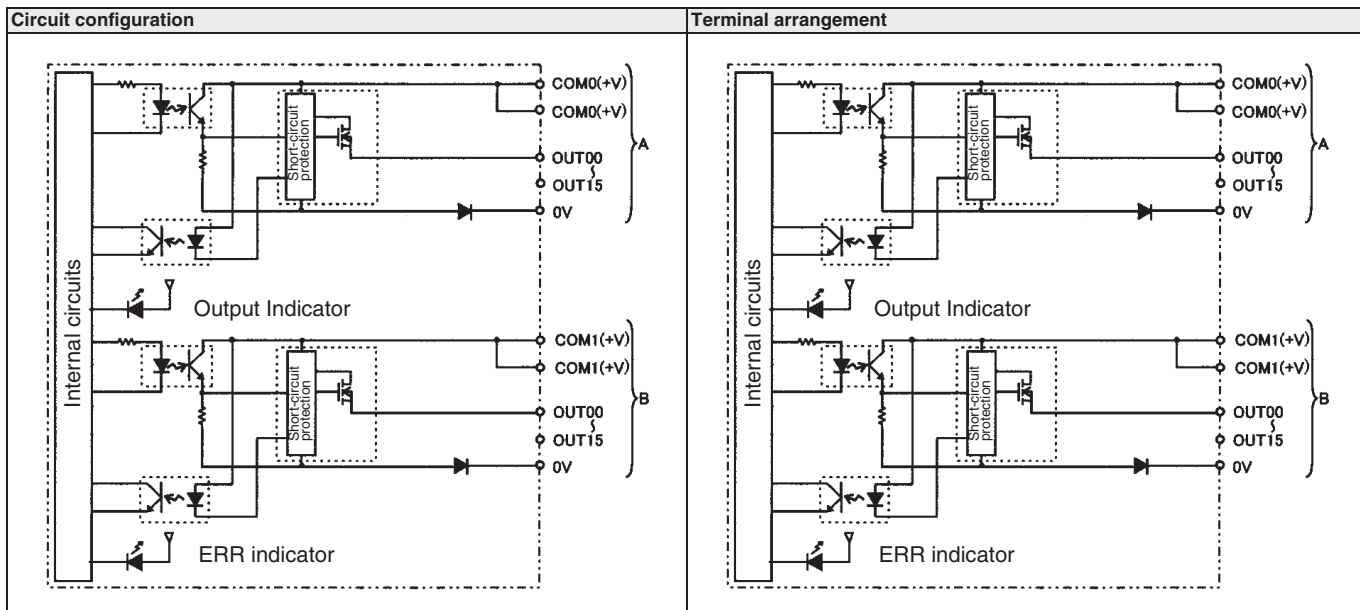 Circuit configuration
Terminal arrangement
Internal circuits
Short-circuit
protection
COM0(+V)
COM0(+V)
OUT00
~
OUT15
0V
A
Output Indicator
Short-circuit
protection
COM1(+V)
COM1(+V)
OUT00
~
OUT15
0V
B
ERR indicator
Internal circuits
Short-circuit
protection
COM0(+V)
COM0(+V)
OUT00
~
OUT15
0V
A
Output Indicator
Short-circuit
protection
COM1(+V)
COM1(+V)
OUT00
~
OUT15
0V
B
ERR indicator